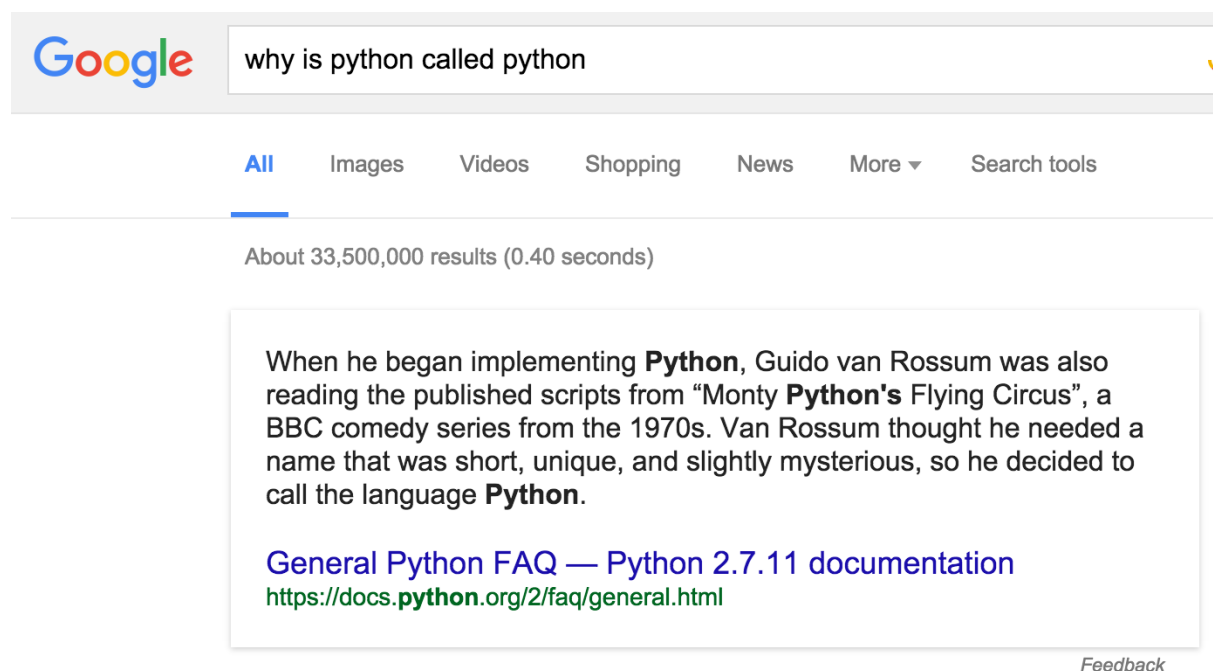 Google
why is python called python
All Images Videos Shopping News More Search tools
About 33,500,000 results (0.40 seconds)
When he began implementing Python, Guido van Rossum was also
reading the published scripts from “Monty Python's Flying Circus”, a
BBC comedy series from the 1970s. Van Rossum thought he needed a
name that was short, unique, and slightly mysterious, so he decided to
call the language Python.
General Python FAQ — Python 2.7.11 documentation
https://docs.python.org/2/faq/general.html
Feedback